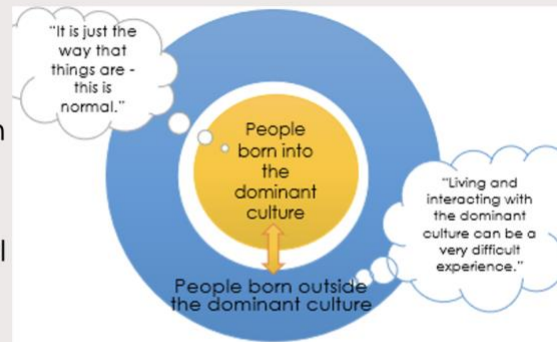 "It is just the
way that
things are -
this is
normal."
People
born into
the
dominant
culture
"Living and
interacting with
the dominant
culture can be a
very difficult
experience."
People born outside
the dominant culture